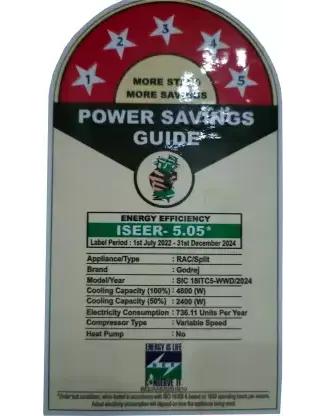 1 2 3 4 5
MORE STARS
MORE SAVINGS
POWER SAVINGS
GUIDE
ENERGY EFFICIENCY
ISEER- 5.05*
Label Period : 1st July 2022 - 31st December 2024
Appliance/Type : RAC/Split
Brand : Godrej
Model/Year : SIC 18ITC5-WWD/2024
Cooling Capacity (100%) : 4800 (W)
Cooling Capacity (50%) : 2400 (W)
Electricity Consumption : 736.11 Units Per Year
Compressor Type : Variable Speed
Heat Pump : No
ENERGY IS LIFE
BEE
CONSERVE IT